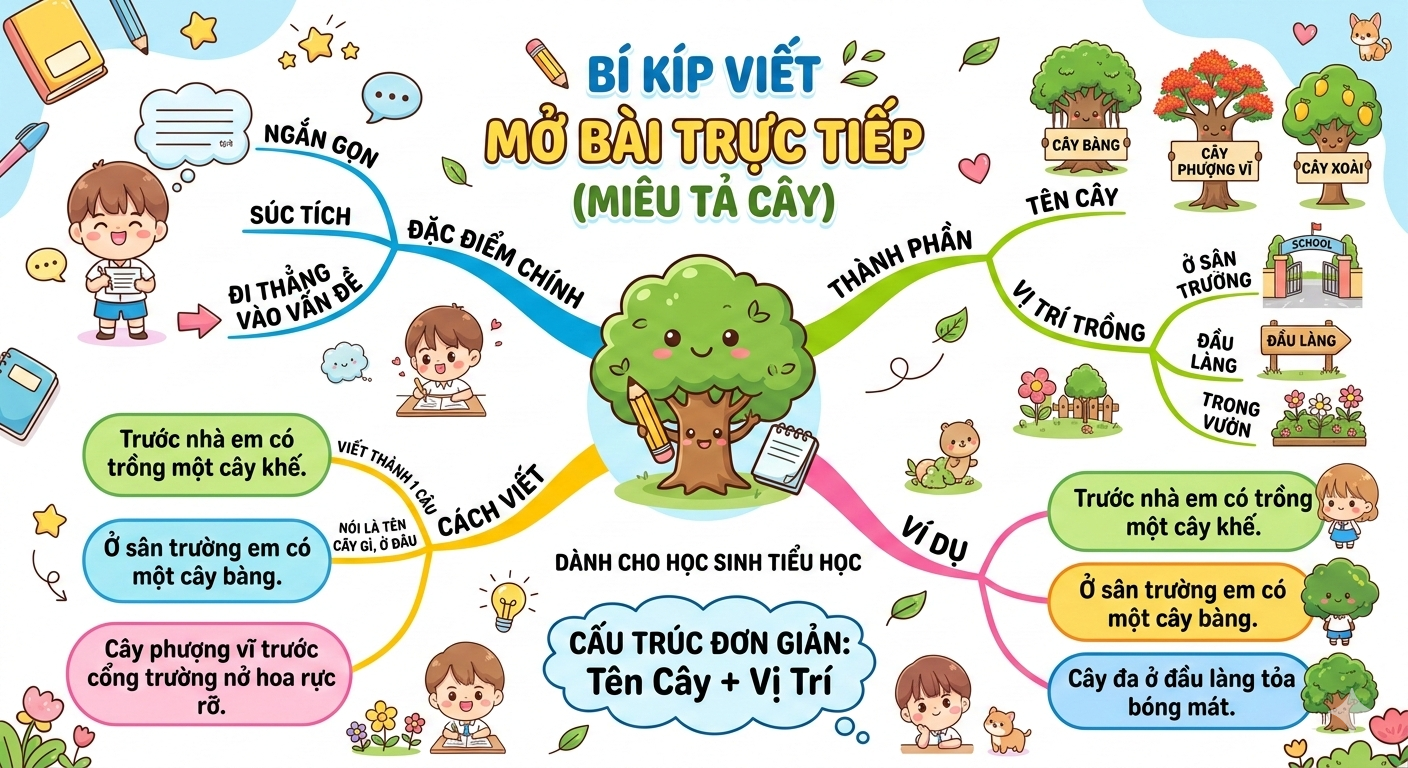 BÍ KÍP VIẾT
MỞ BÀI TRỰC TIẾP
(MIÊU TẢ CÂY)
ĐẶC ĐIỂM CHÍNH
NGẮN GỌN
SÚC TÍCH
ĐI THẲNG
VÀO VẤN ĐỀ
THÀNH PHẦN
TÊN CÂY
CÂY BÀNG
CÂY
PHƯỢNG VĨ
CÂY XOÀI
VỊ TRÍ TRỒNG
Ở SÂN
TRƯỜNG
SCHOOL
ĐẦU
LÀNG
ĐẦU LÀNG
TRONG
VƯỜN
CÁCH VIẾT
VIẾT THÀNH 1 CÂU
Trước nhà em có
trồng một cây khế.
NÓI LÀ TÊN
CÂY GÌ, Ở ĐÂU
Ở sân trường em có
một cây bàng.
Cây phượng vĩ trước
cổng trường nở hoa rực
rỡ.
VÍ DỤ
Trước nhà em có trồng
một cây khế.
Ở sân trường em có
một cây bàng.
Cây đa ở đầu làng tỏa
bóng mát.
DÀNH CHO HỌC SINH TIỂU HỌC
CẤU TRÚC ĐƠN GIẢN:
Tên Cây + Vị Trí